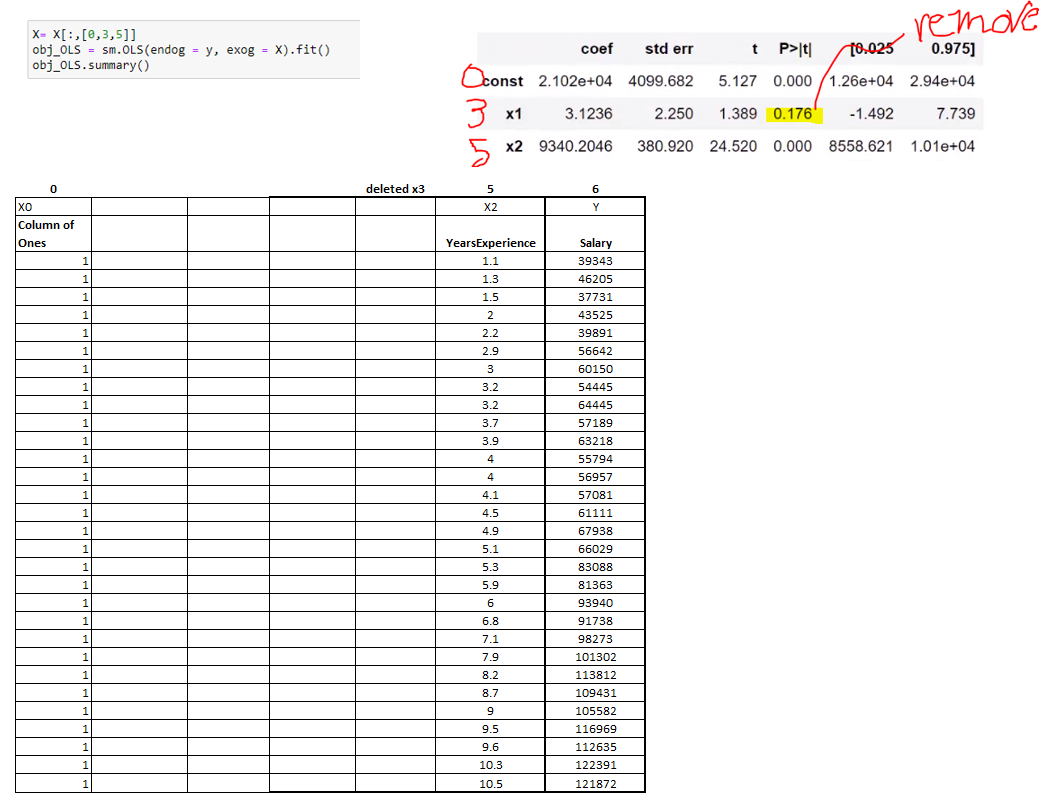 X= X[:,[0,3,5]]
obj_OLS = sm.OLS(endog = y, exog = X).fit()
obj_OLS.summary()
remove
coef std err t P>|t| [0.025 0.975]
0 const 2.102e+04 4099.682 5.127 0.000 1.26e+04 2.94e+04
3 x1 3.1236 2.250 1.389 0.176 -1.492 7.739
5 x2 9340.2046 380.920 24.520 0.000 8558.621 1.01e+04
0 deleted x3 5 6
X0 X2 Y
Column of
Ones YearsExperience Salary
1 1.1 39343
1 1.3 46205
1 1.5 37731
1 2 43525
1 2.2 39891
1 2.9 56642
1 3 60150
1 3.2 54445
1 3.2 64445
1 3.7 57189
1 3.9 63218
1 4 55794
1 4 56957
1 4.1 57081
1 4.5 61111
1 4.9 67938
1 5.1 66029
1 5.3 83088
1 5.9 81363
1 6 93940
1 6.8 91738
1 7.1 98273
1 7.9 101302
1 8.2 113812
1 8.7 109431
1 9 105582
1 9.5 116969
1 9.6 112635
1 10.3 122391
1 10.5 121872